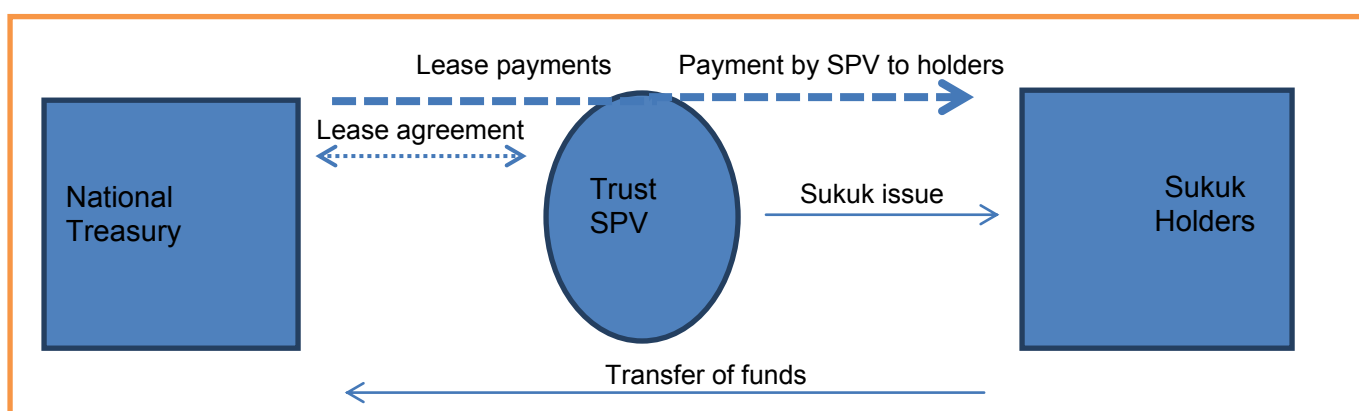 Lease payments
Payment by SPV to holders
Lease agreement
National
Treasury
Trust
SPV
Sukuk issue
Sukuk
Holders
Transfer of funds